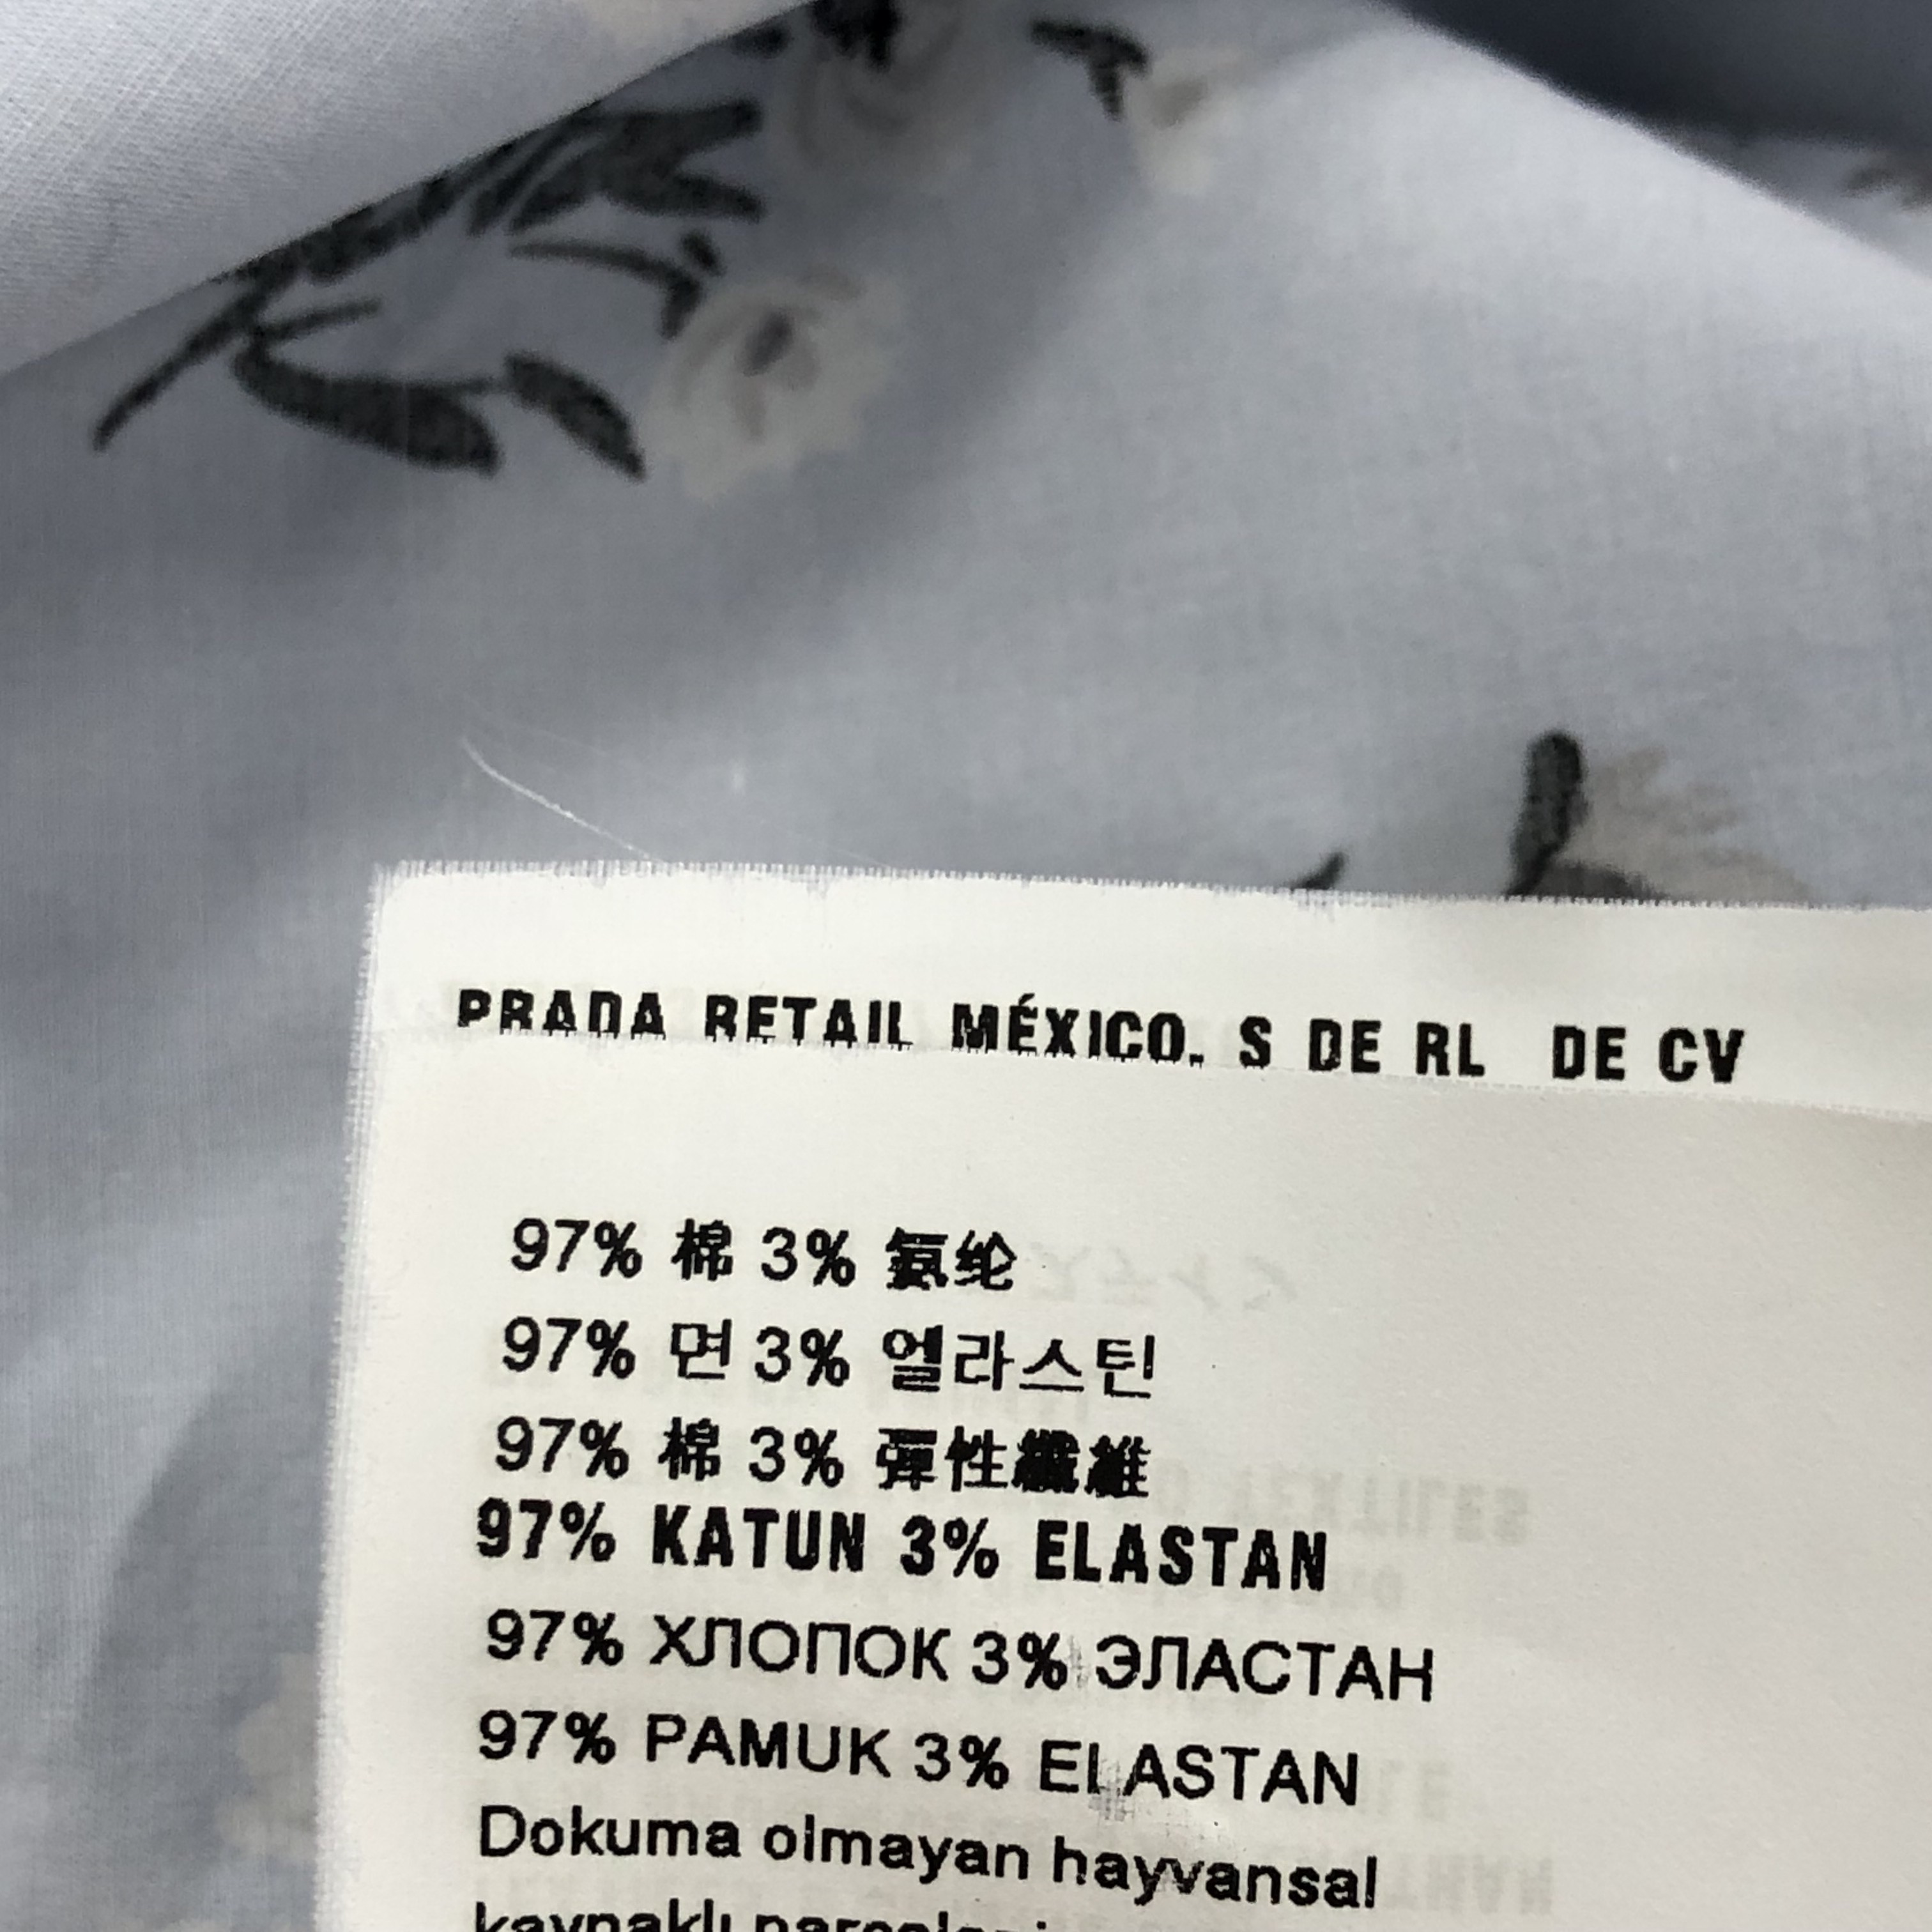 PRADA RETAIL MÉXICO. S DE RL DE CV
97% 棉 3% 氨纶
97% 면 3% 엘라스틴
97% 棉 3% 彈性纖維
97% KATUN 3% ELASTAN
97% ХЛОПОК 3% ЭЛАСТАН
97% PAMUK 3% ELASTAN
Dokuma olmayan hayvansal
kaynaklı